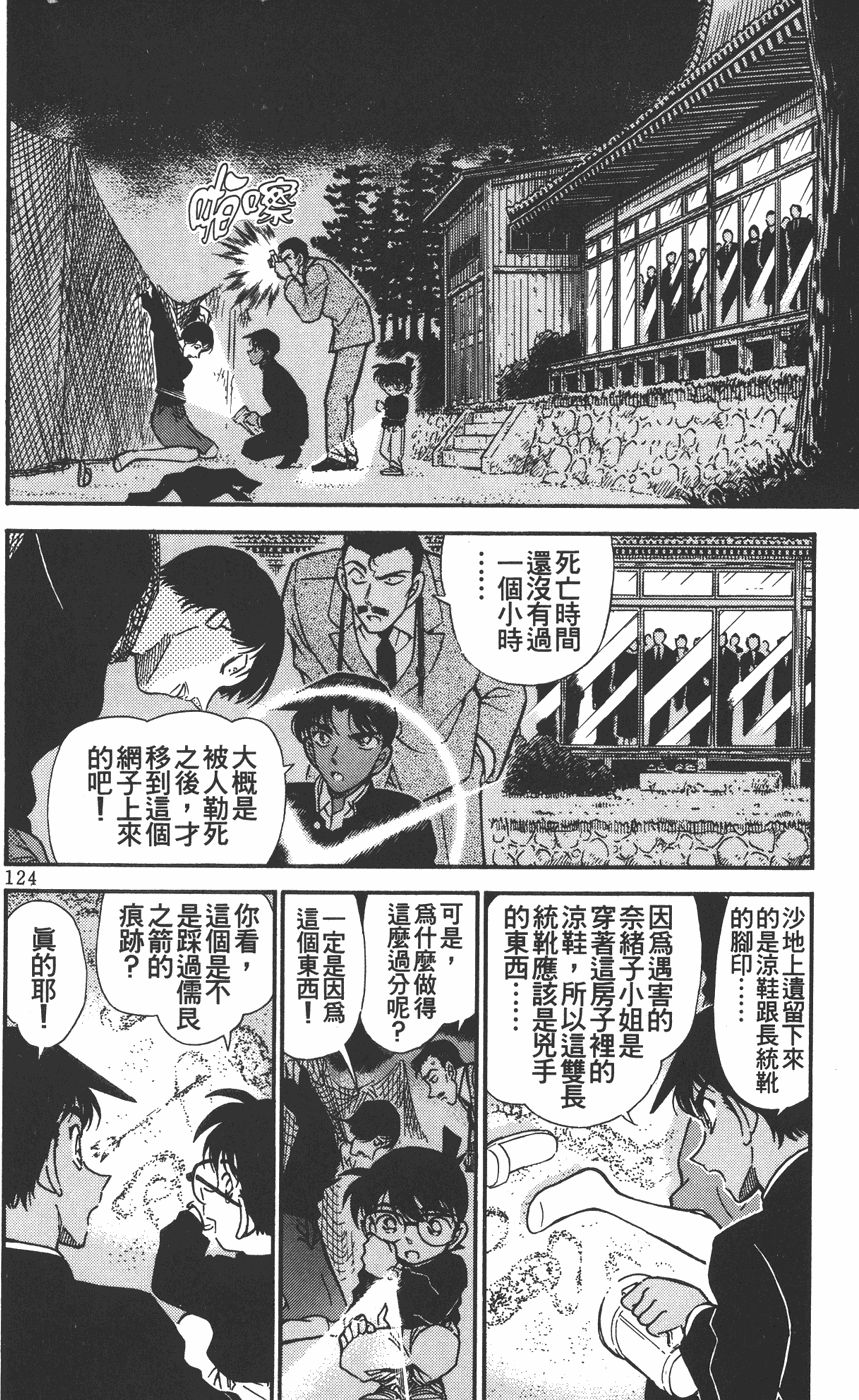 啪嚓
死亡時間
還沒有過
一個小時
……
大概是
被人勒死
之後，才
移到這個
網子上來
的吧！
124
沙地上遺留下來
的是涼鞋跟長統靴
的腳印……
因為遇害的
奈緒子小姐是
穿著這房子裡的
涼鞋，所以這雙長
統靴應該是兇手
的東西……
可是，
為什麼做得
這麼過分呢？
一定是因為
這個東西！
你看，
這個是不
是踩過儒艮
之箭的
痕跡？
眞的耶！